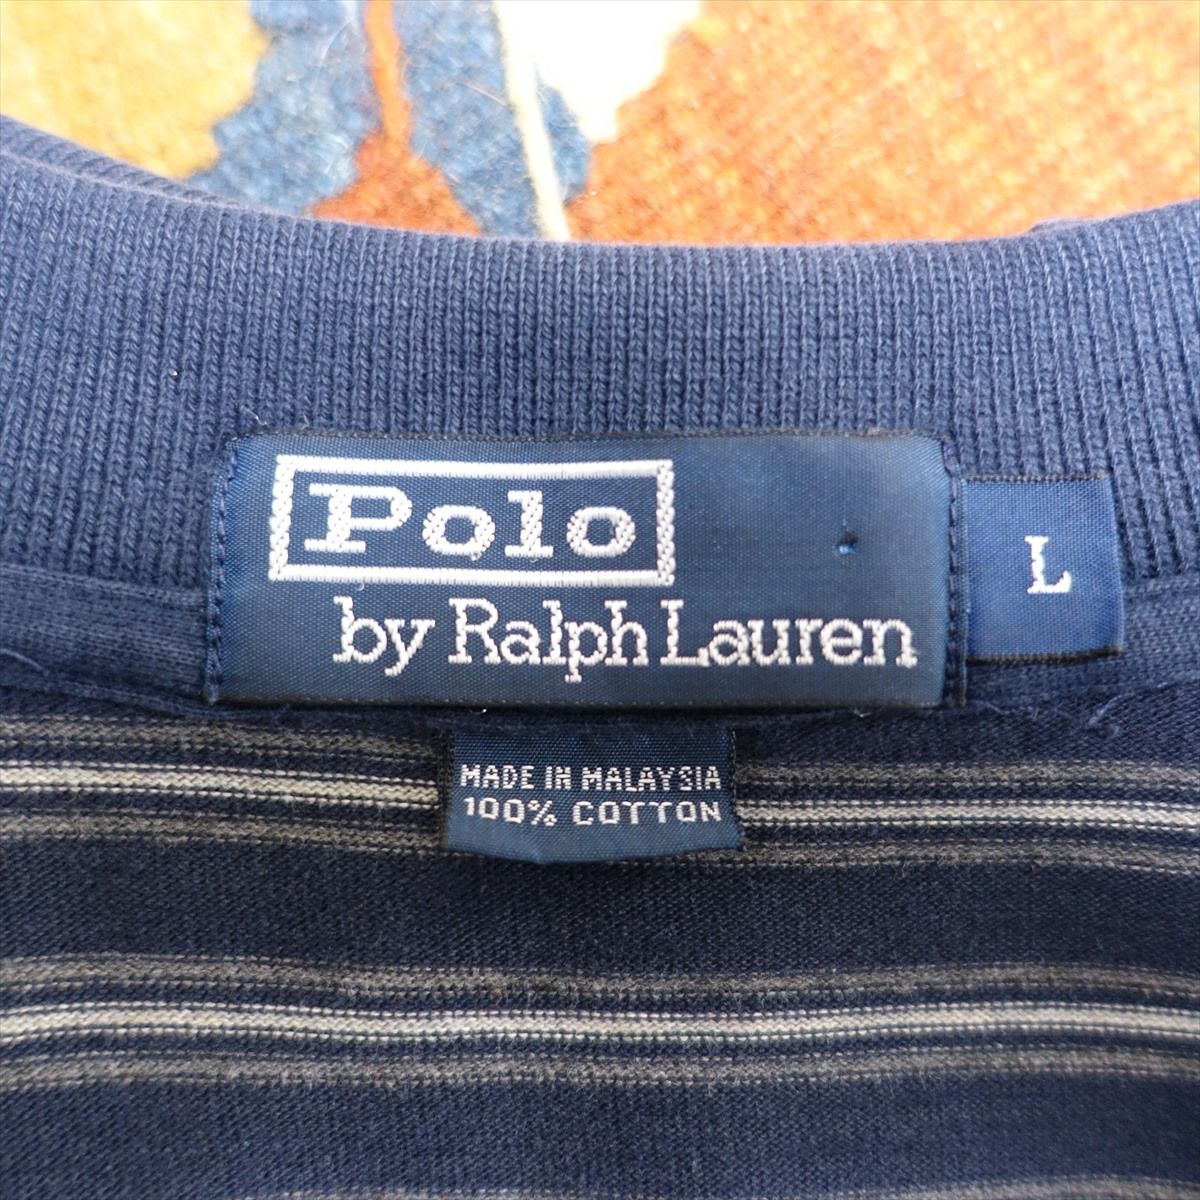 Polo
by Ralph Lauren
L
MADE IN MALAYSIA
100% COTTON